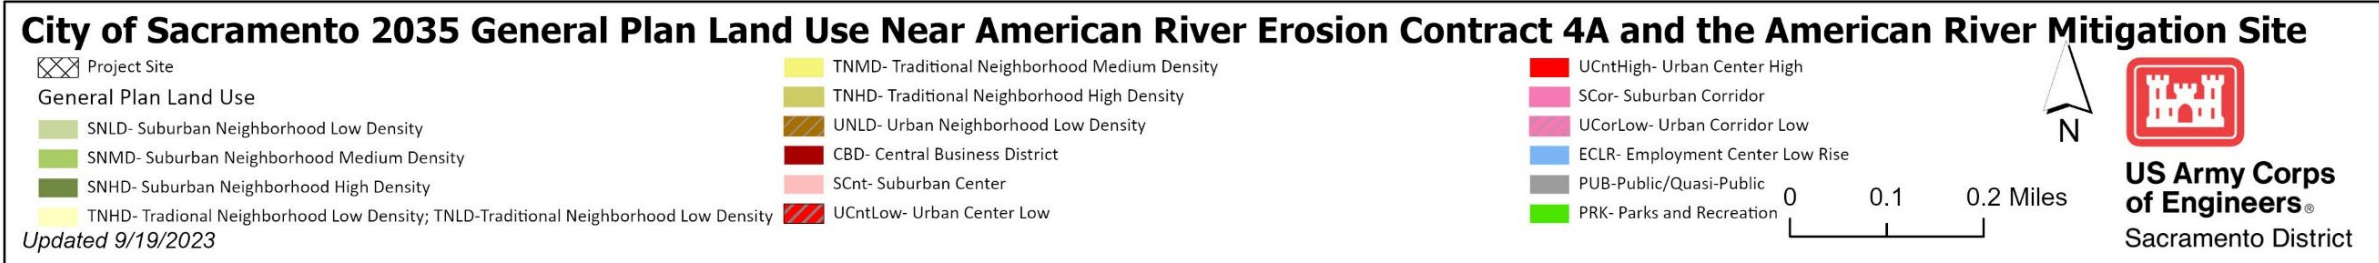 City of Sacramento 2035 General Plan Land Use Near American River Erosion Contract 4A and the American River Mitigation Site
Project Site
General Plan Land Use
SNLD- Suburban Neighborhood Low Density
SNMD- Suburban Neighborhood Medium Density
SNHD- Suburban Neighborhood High Density
TNHD- Tradional Neighborhood Low Density; TNLD-Traditional Neighborhood Low Density
Updated 9/19/2023
TNMD- Traditional Neighborhood Medium Density
TNHD- Traditional Neighborhood High Density
UNLD- Urban Neighborhood Low Density
CBD- Central Business District
SCnt- Suburban Center
UCntLow- Urban Center Low
UCntHigh- Urban Center High
SCor- Suburban Corridor
UCorLow- Urban Corridor Low
ECLR- Employment Center Low Rise
PUB-Public/Quasi-Public
PRK- Parks and Recreation
0 0.1 0.2 Miles
N
US Army Corps
of Engineers®
Sacramento District